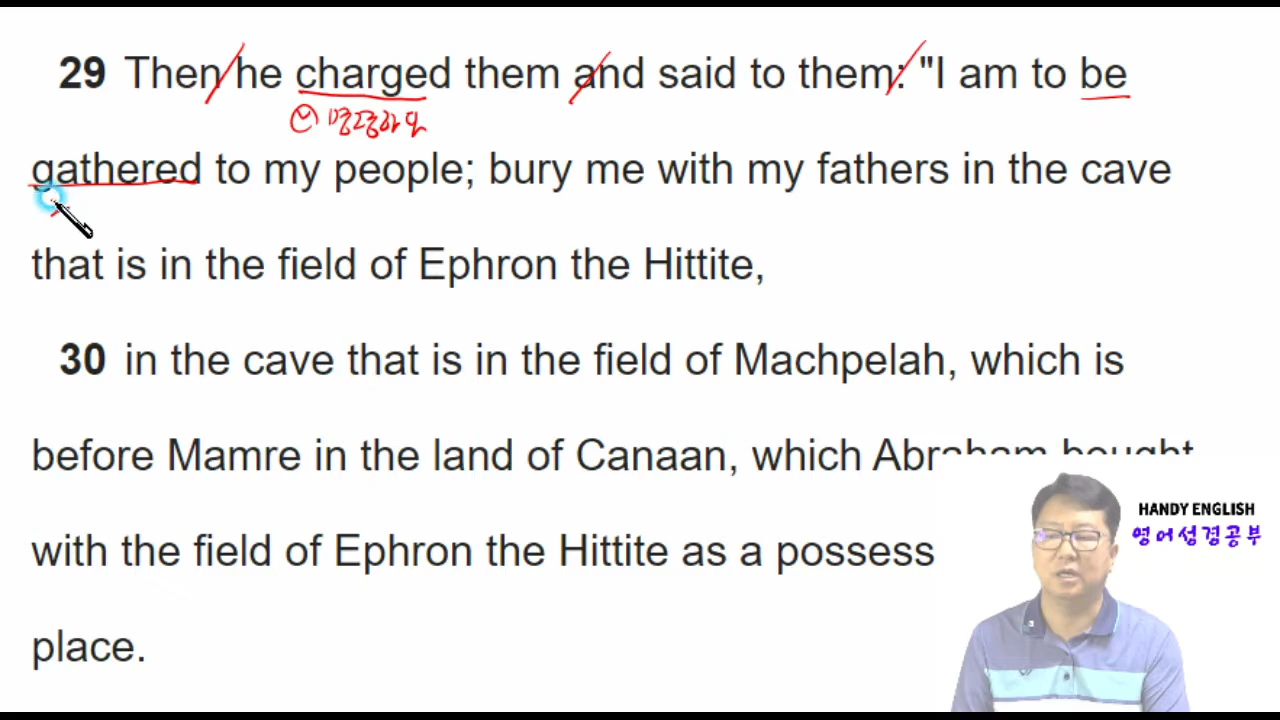 29 Then he charged them and said to them: "I am to be
ⓥ 명령하다
gathered to my people; bury me with my fathers in the cave
that is in the field of Ephron the Hittite,
30 in the cave that is in the field of Machpelah, which is
before Mamre in the land of Canaan, which Abraham bought
with the field of Ephron the Hittite as a possess
place.
HANDY ENGLISH
영어성경공부